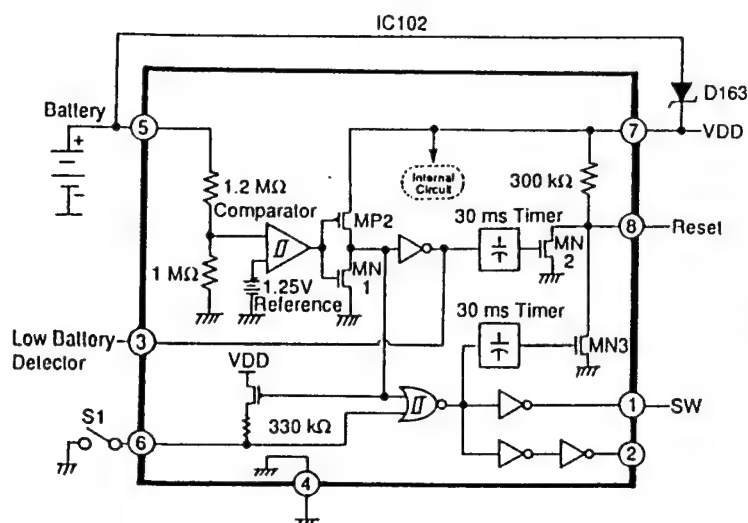 IC102
Battery
5
7
D163
VDD
+
-
1.2 MΩ
Comparator
MP2
Internal
Circuit
300 kΩ
30 ms Timer
MN
2
8
Reset
1 MΩ
MN
1
1.25V
Reference
Low Battery
Detector
3
30 ms Timer
MN3
VDD
1
SW
S1
6
330 kΩ
2
4